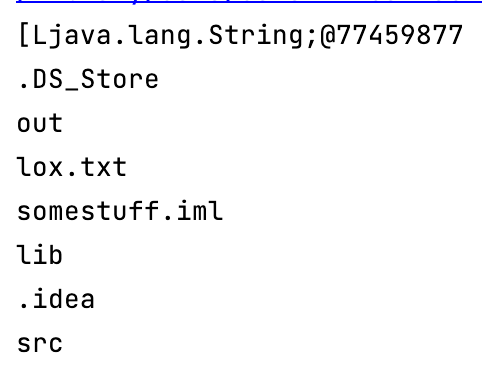 [Ljava.lang.String;@77459877
.DS_Store
out
lox.txt
somestuff.iml
lib
.idea
src